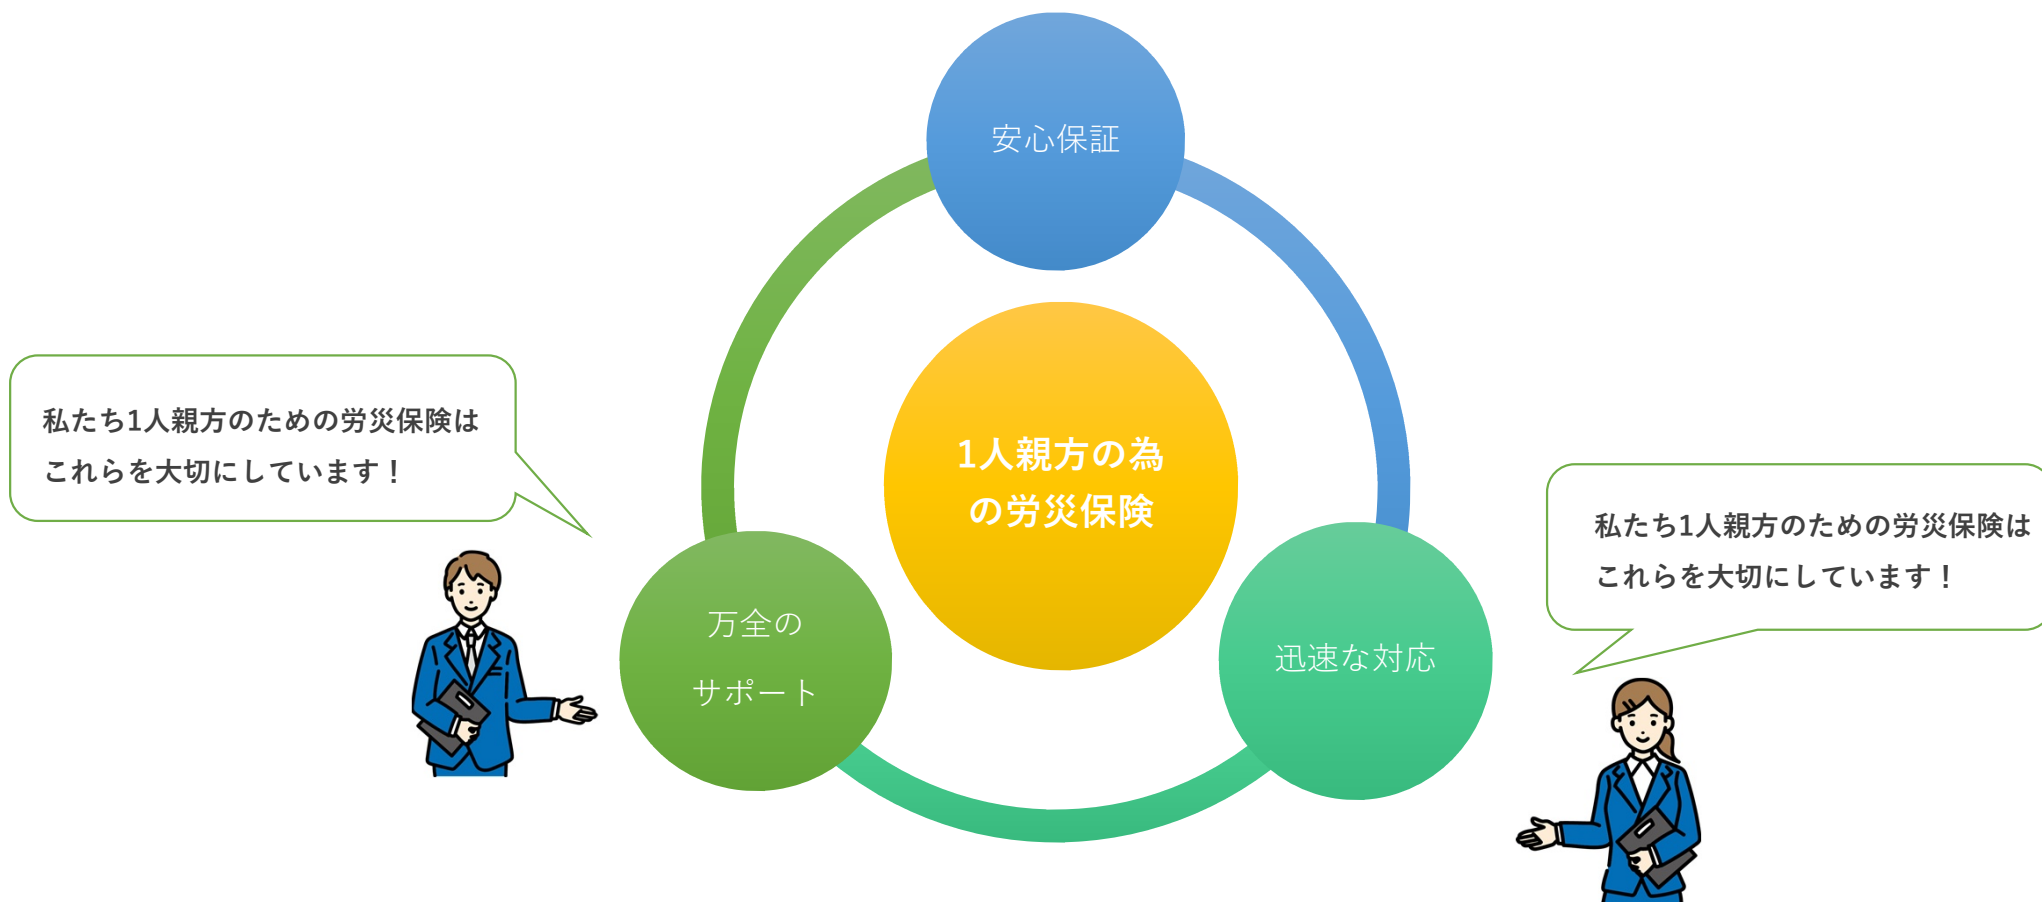 安心保証
私たち1人親方のための労災保険は
これらを大切にしています！
1人親方の為
の労災保険
私たち1人親方のための労災保険は
これらを大切にしています！
万全の
サポート
迅速な対応